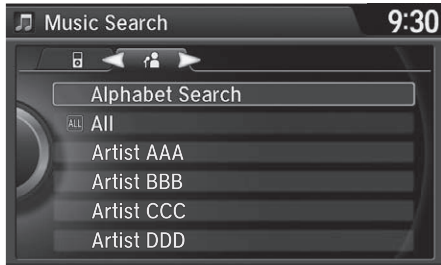 Music Search
9:30
Alphabet Search
ALL All
Artist AAA
Artist BBB
Artist CCC
Artist DDD